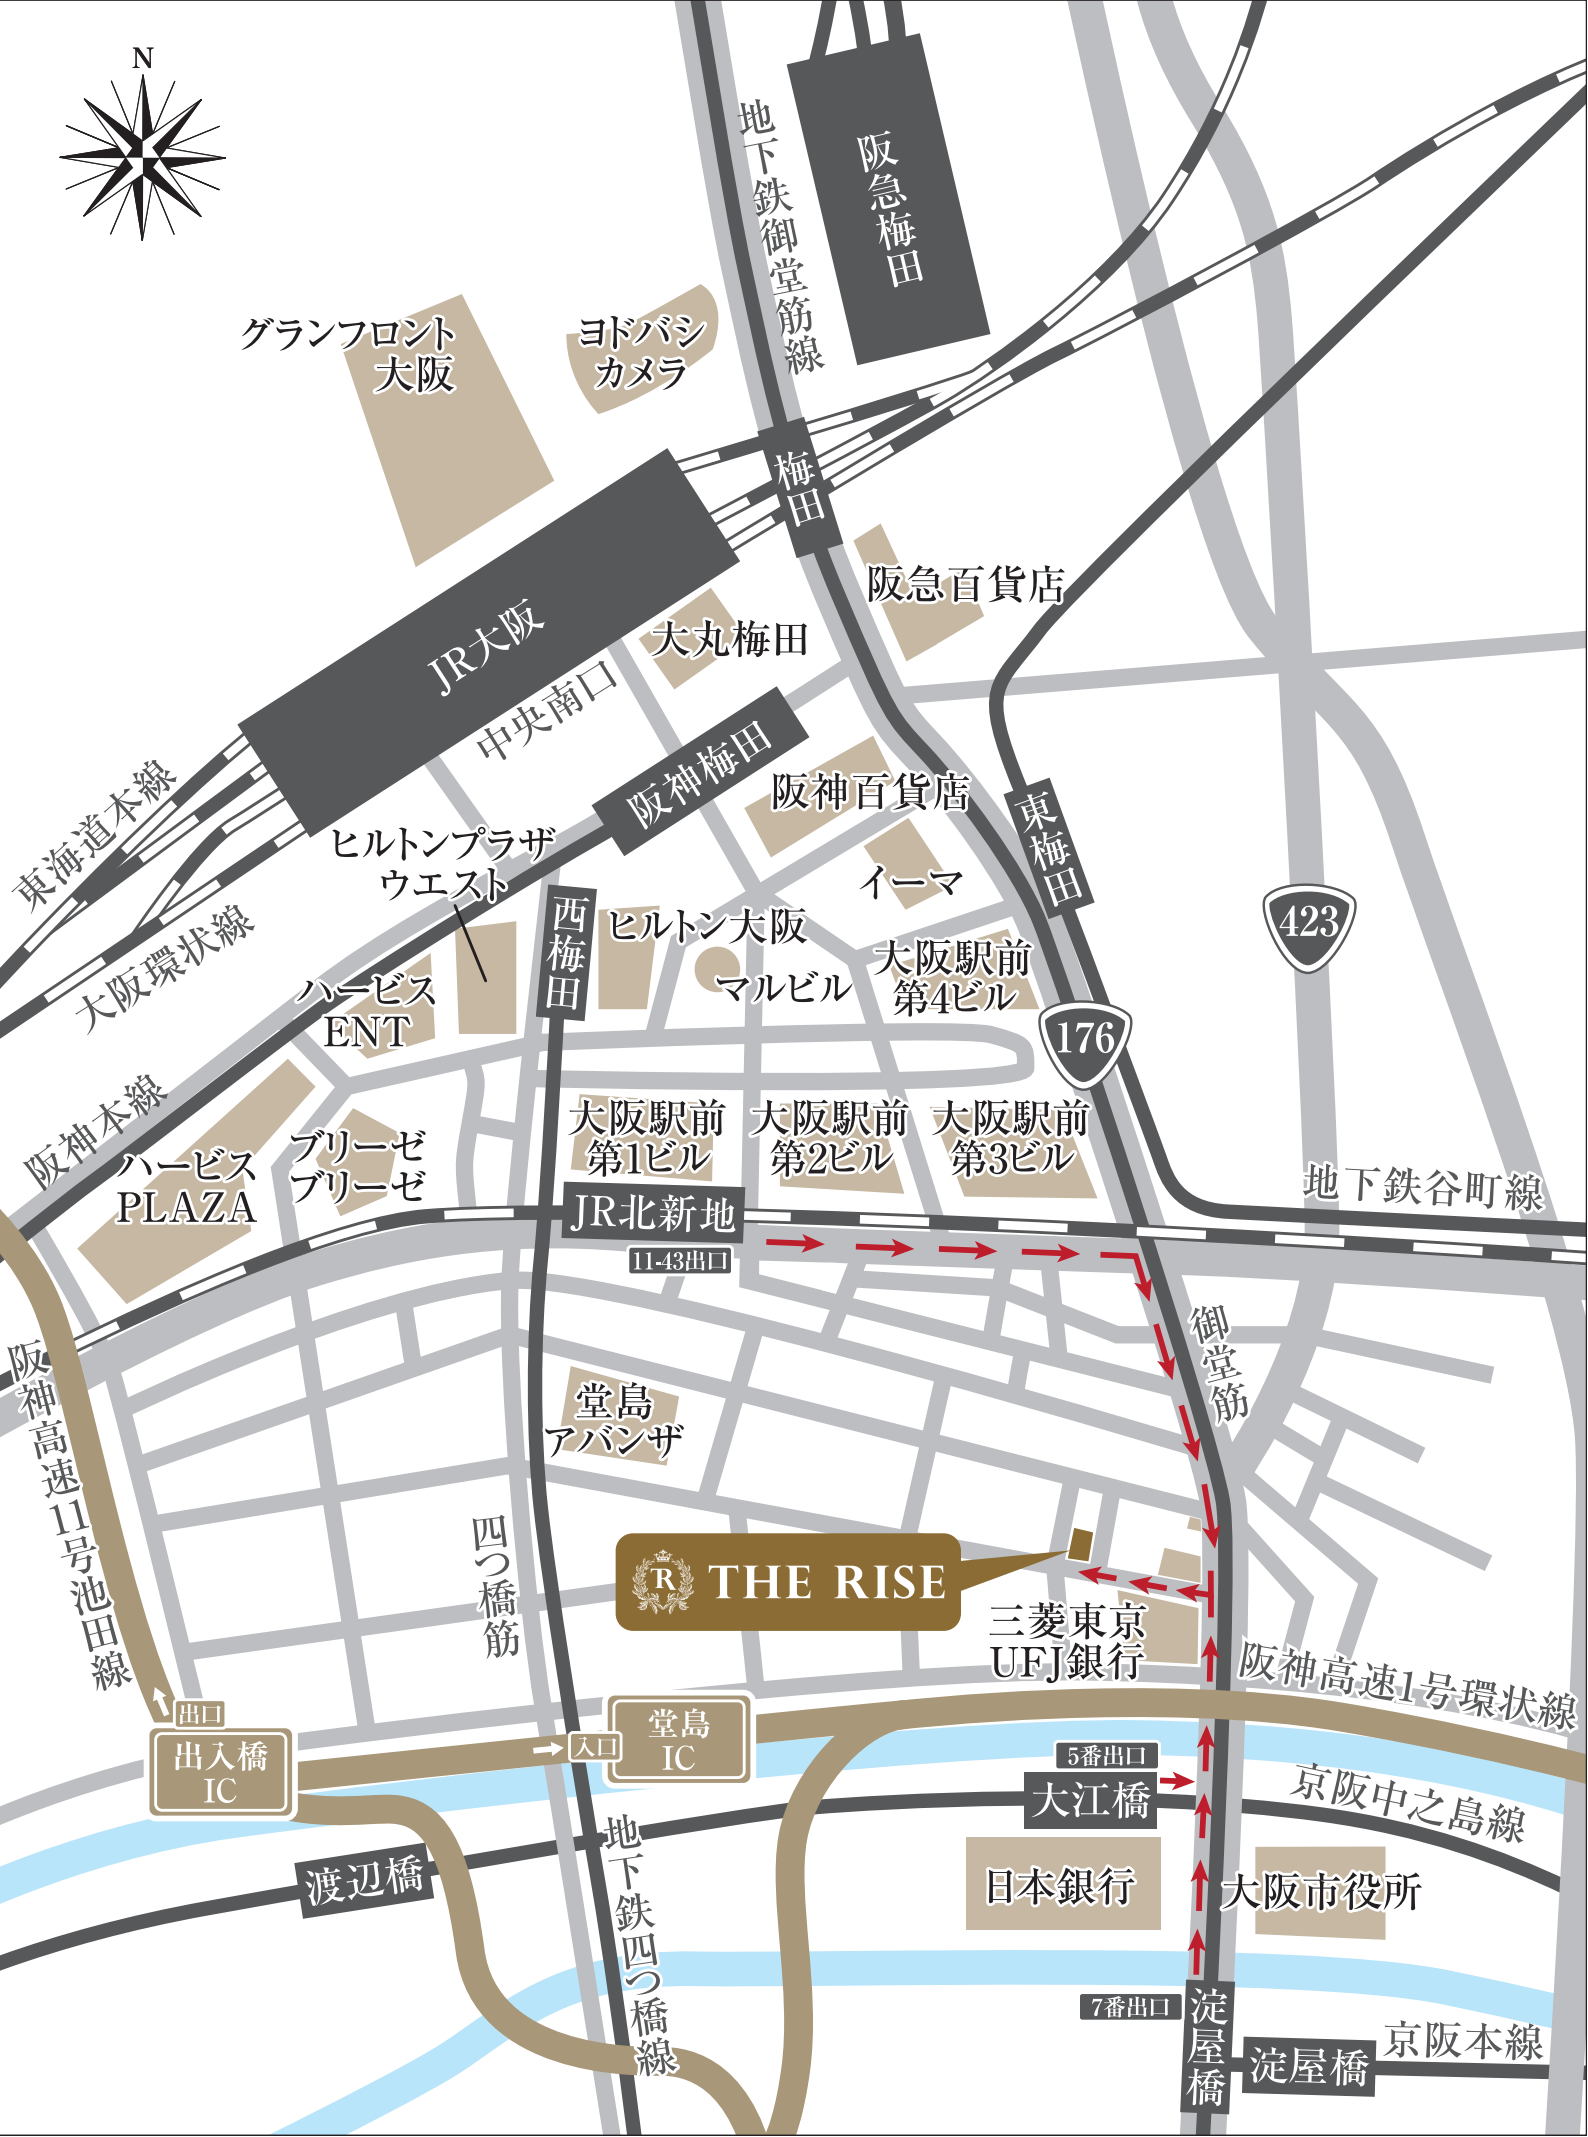 N
地下鉄御堂筋線
阪急梅田
グランフロント
大阪
ヨドバシ
カメラ
梅田
阪急百貨店
大丸梅田
JR大阪
中央南口
阪神梅田
阪神百貨店
東海道本線
大阪環状線
ヒルトンプラザ
ウエスト
イーマ
東梅田
423
西梅田
ヒルトン大阪
マルビル
大阪駅前
第4ビル
ハービス
ENT
176
阪神本線
ハービス
PLAZA
ブリーゼ
ブリーゼ
大阪駅前
第1ビル
大阪駅前
第2ビル
大阪駅前
第3ビル
地下鉄谷町線
JR北新地
11-43出口
御堂筋
阪神高速11号池田線
堂島
アバンザ
四つ橋筋
R
THE RISE
三菱東京
UFJ銀行
阪神高速1号環状線
出口
出入橋
IC
入口
堂島
IC
5番出口
大江橋
京阪中之島線
渡辺橋
地下鉄四つ橋線
日本銀行
大阪市役所
7番出口
淀屋橋
淀屋橋
京阪本線